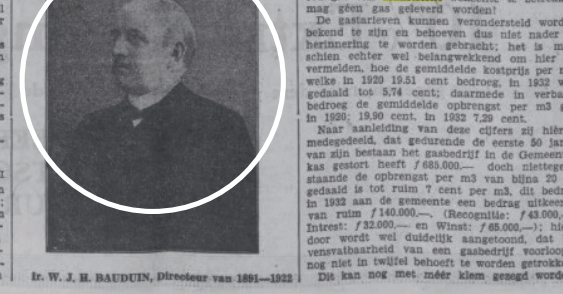 Ir. W. J. H. BAUDUIN, Directeur van 1891—1922
mag géén gas geleverd worden!
De gastarieven kunnen verondersteld word
bekend te zijn en behoeven dus niet nader
herinnering te worden gebracht; het is m
schien echter wel belangwekkend om hier
vermelden, hoe de gemiddelde kostprijs per
welke in 1920 19.51 cent bedroeg, in 1932
gedaald tot 5,74 cent; daarmede in verba
bedroeg de gemiddelde opbrengst per m3
in 1920: 19,90 cent, in 1932 7,29 cent.
Naar aanleiding van deze cijfers zij hiér
medegedeeld, dat gedurende de eerste 50 jar
van zijn bestaan het gasbedrijf in de Gemeen
kas gestort heeft ƒ 685.000.— doch niettege
staande de opbrengst per m3 van bijna 20
gedaald is tot ruim 7 cent per m3, dit bedr
in 1932 aan de gemeente een bedrag uitkeer
van ruim ƒ 140.000.—. (Recognitie: ƒ 43.000,
Intrest: ƒ 32.000.— en Winst: ƒ 65.000.—); hi
door wordt wel duidelijk aangetoond, dat
vensvatbaarheid van een gasbedrijf voorloop
nog niet in twijfel behoeft te worden getrokk
Dit kan nog met méér klem gezegd worde